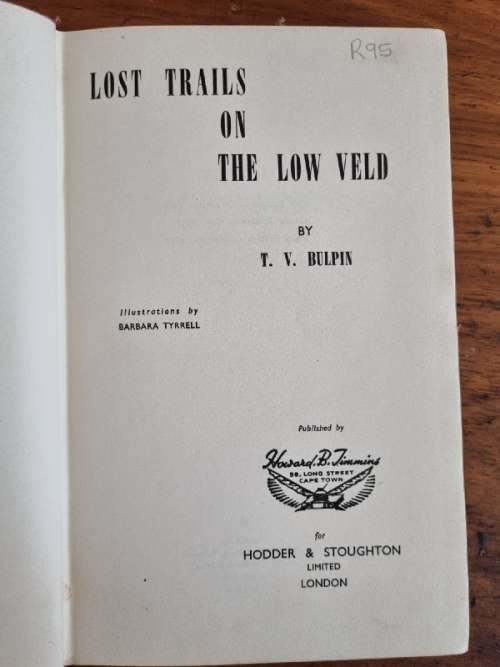 R95
LOST TRAILS
ON
THE LOW VELD
BY
T. V. BULPIN
Illustrations by
BARBARA TYRRELL
Published by
Howard. B. Timmins
58, LONG STREET
CAPE TOWN
for
HODDER & STOUGHTON
LIMITED
LONDON